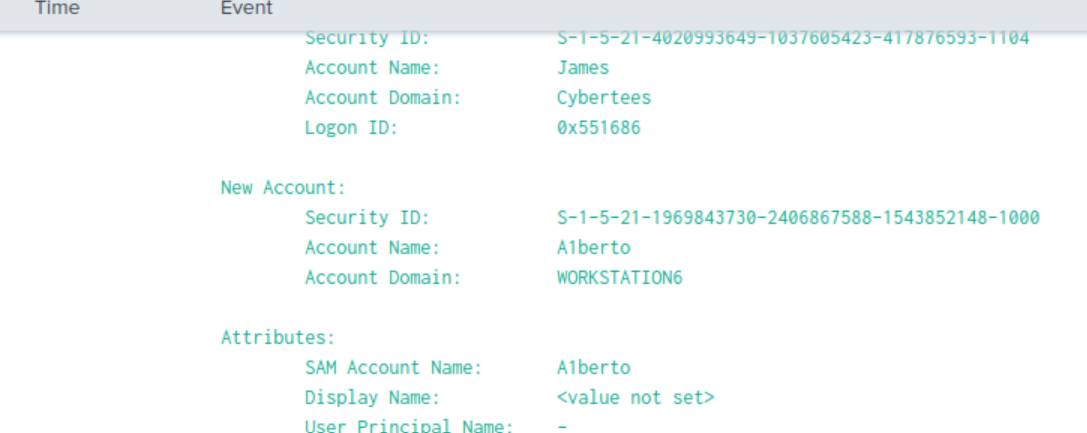 Time Event
Security ID: S-1-5-21-4020993649-1037605423-417876593-1104
Account Name: James
Account Domain: Cybertees
Logon ID: 0x551686
New Account:
Security ID: S-1-5-21-1969843730-2406867588-1543852148-1000
Account Name: A1berto
Account Domain: WORKSTATION6
Attributes:
SAM Account Name: A1berto
Display Name: <value not set>
User Principal Name: -